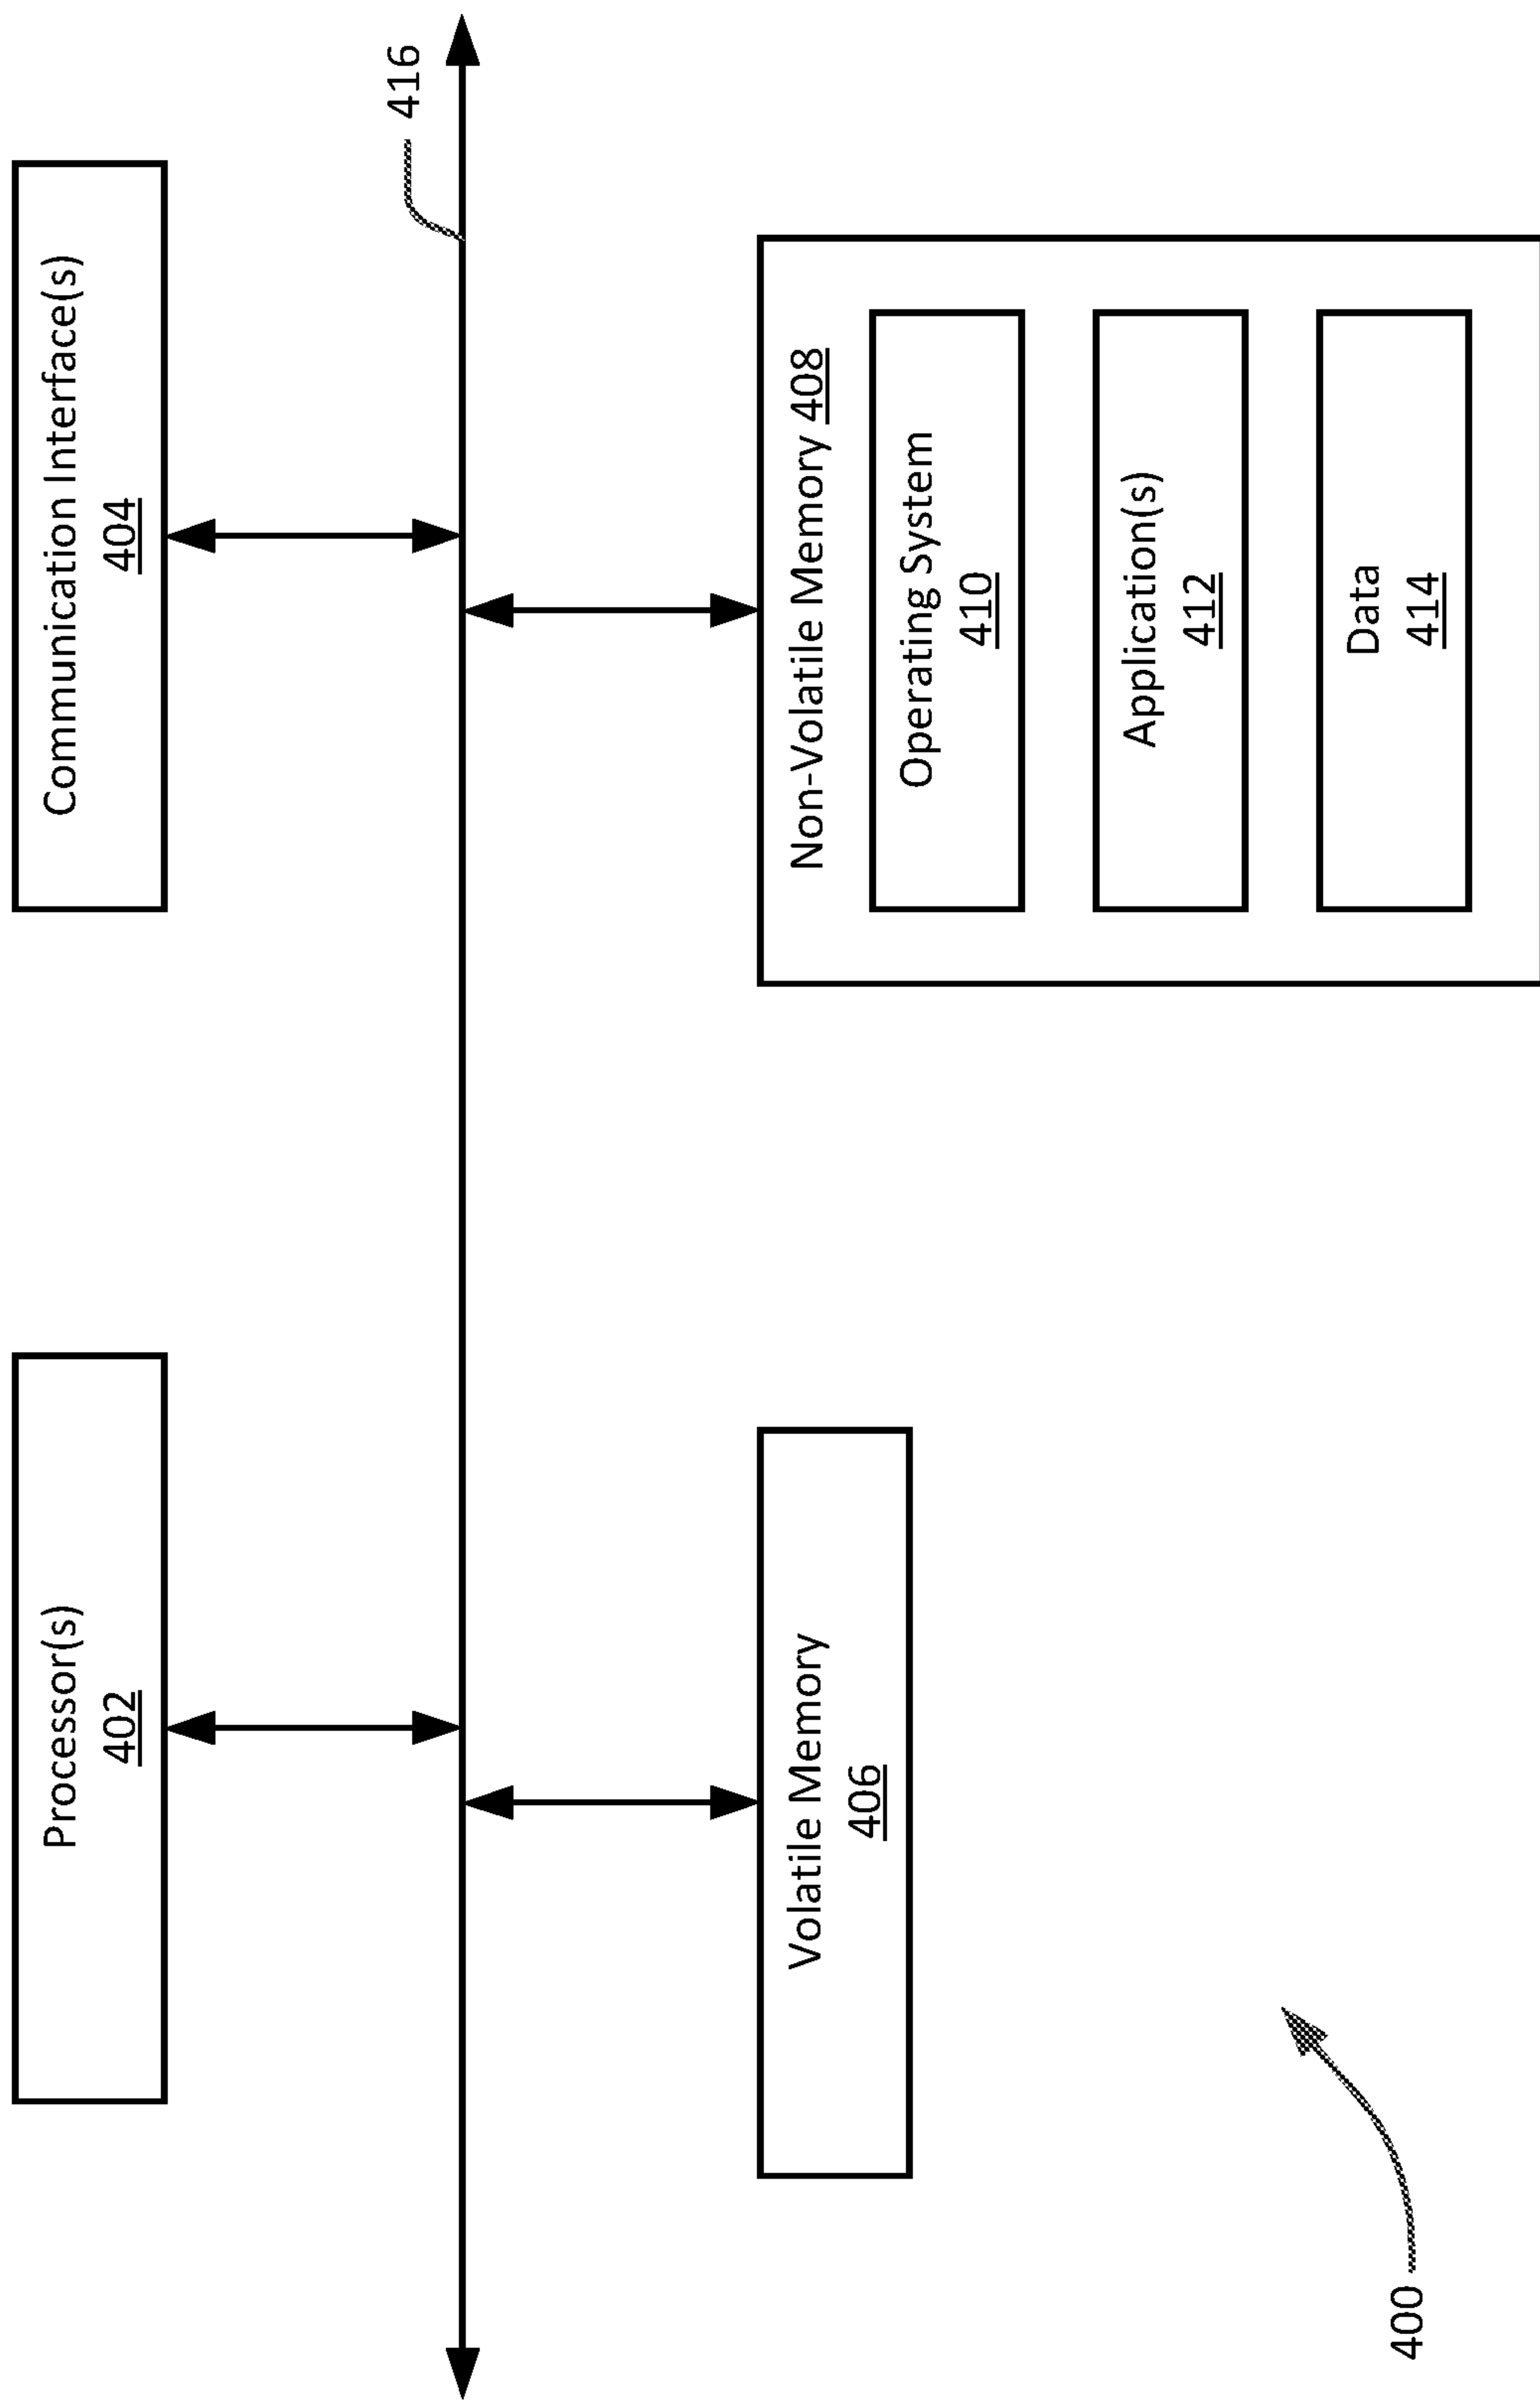 Processor(s)
402
Communication Interface(s)
404
416
Volatile Memory
406
Non-Volatile Memory 408
Operating System
410
Application(s)
412
Data
414
400